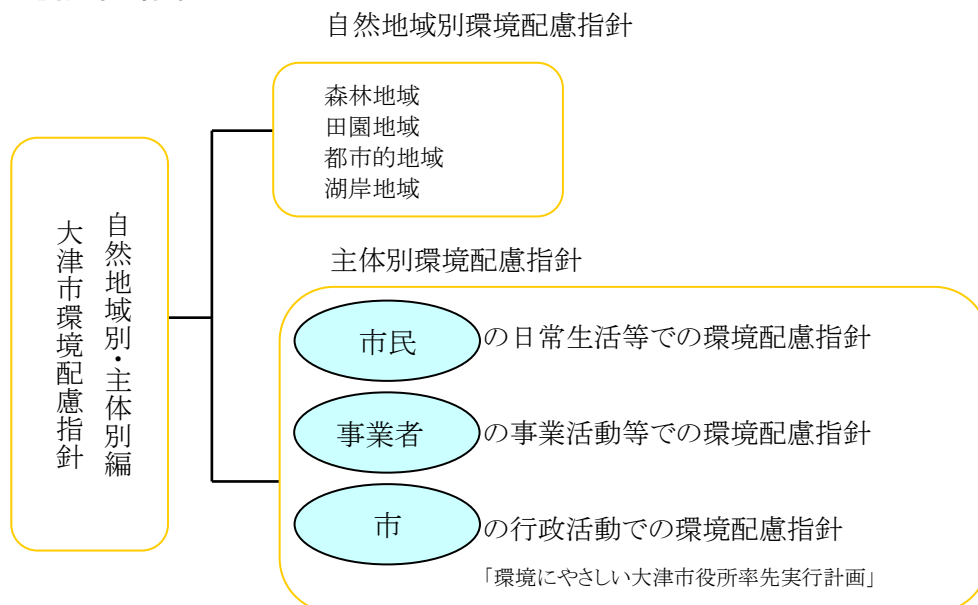 自然地域別環境配慮指針
森林地域
田園地域
都市的地域
湖岸地域
自然地域別・主体別編
大津市環境配慮指針
主体別環境配慮指針
市民の日常生活等での環境配慮指針
事業者の事業活動等での環境配慮指針
市の行政活動での環境配慮指針
「環境にやさしい大津市役所率先実行計画」